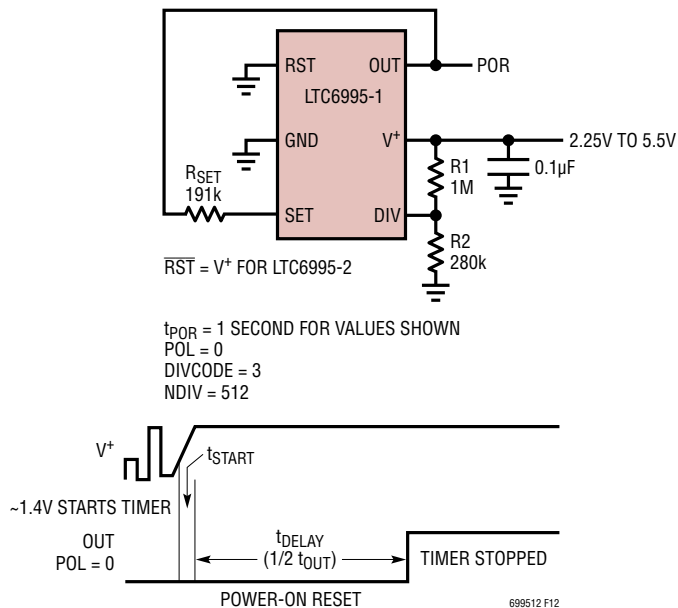 RST
OUT
POR
LTC6995-1
GND
V+
2.25V TO 5.5V
R1
1M
0.1µF
RSET
191k
SET
DIV
R2
280k
RST = V+ FOR LTC6995-2
tPOR = 1 SECOND FOR VALUES SHOWN
POL = 0
DIVCODE = 3
NDIV = 512
V+
tSTART
~1.4V STARTS TIMER
OUT
POL = 0
tDELAY
(1/2 tOUT)
TIMER STOPPED
POWER-ON RESET
699512 F12